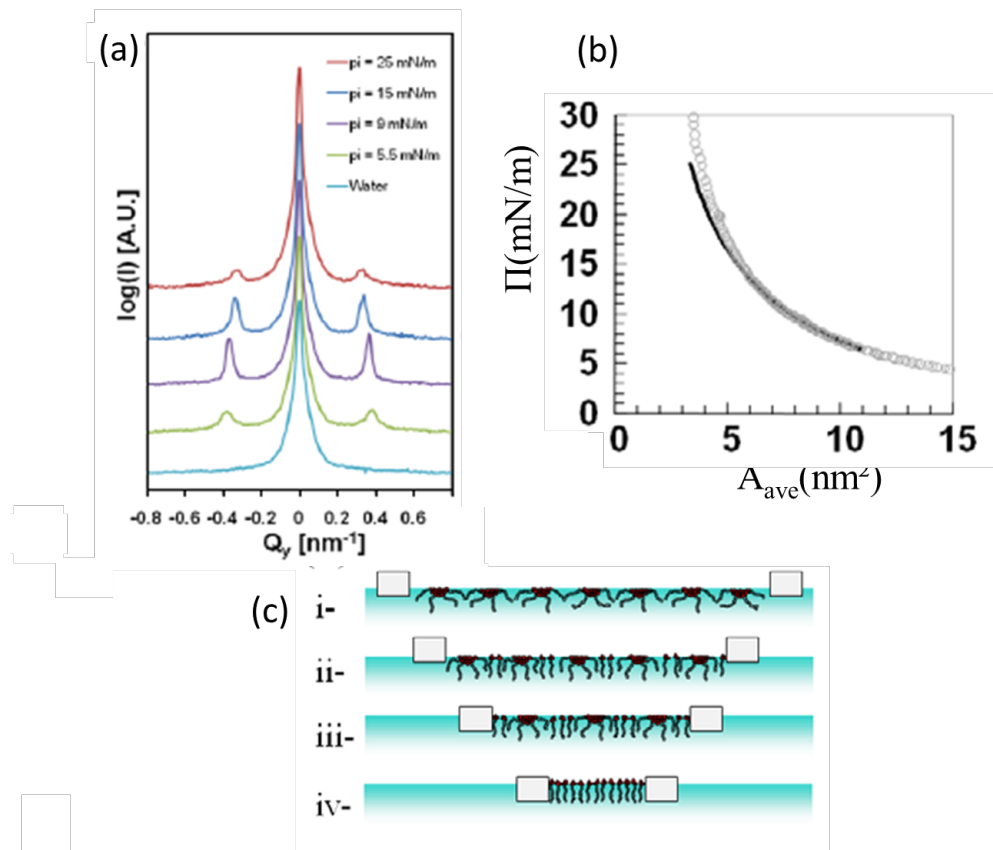 (a)
pi = 25 mN/m
pi = 15 mN/m
pi = 9 mN/m
pi = 5.5 mN/m
Water
log(I) [A.U.]
-0.8 -0.6 -0.4 -0.2 0 0.2 0.4 0.6
Qy [nm-1]
(b)
30
25
20
15
10
5
0
Π(mN/m)
0 5 10 15
Aave(nm2)
(c)
i-
ii-
iii-
iv-